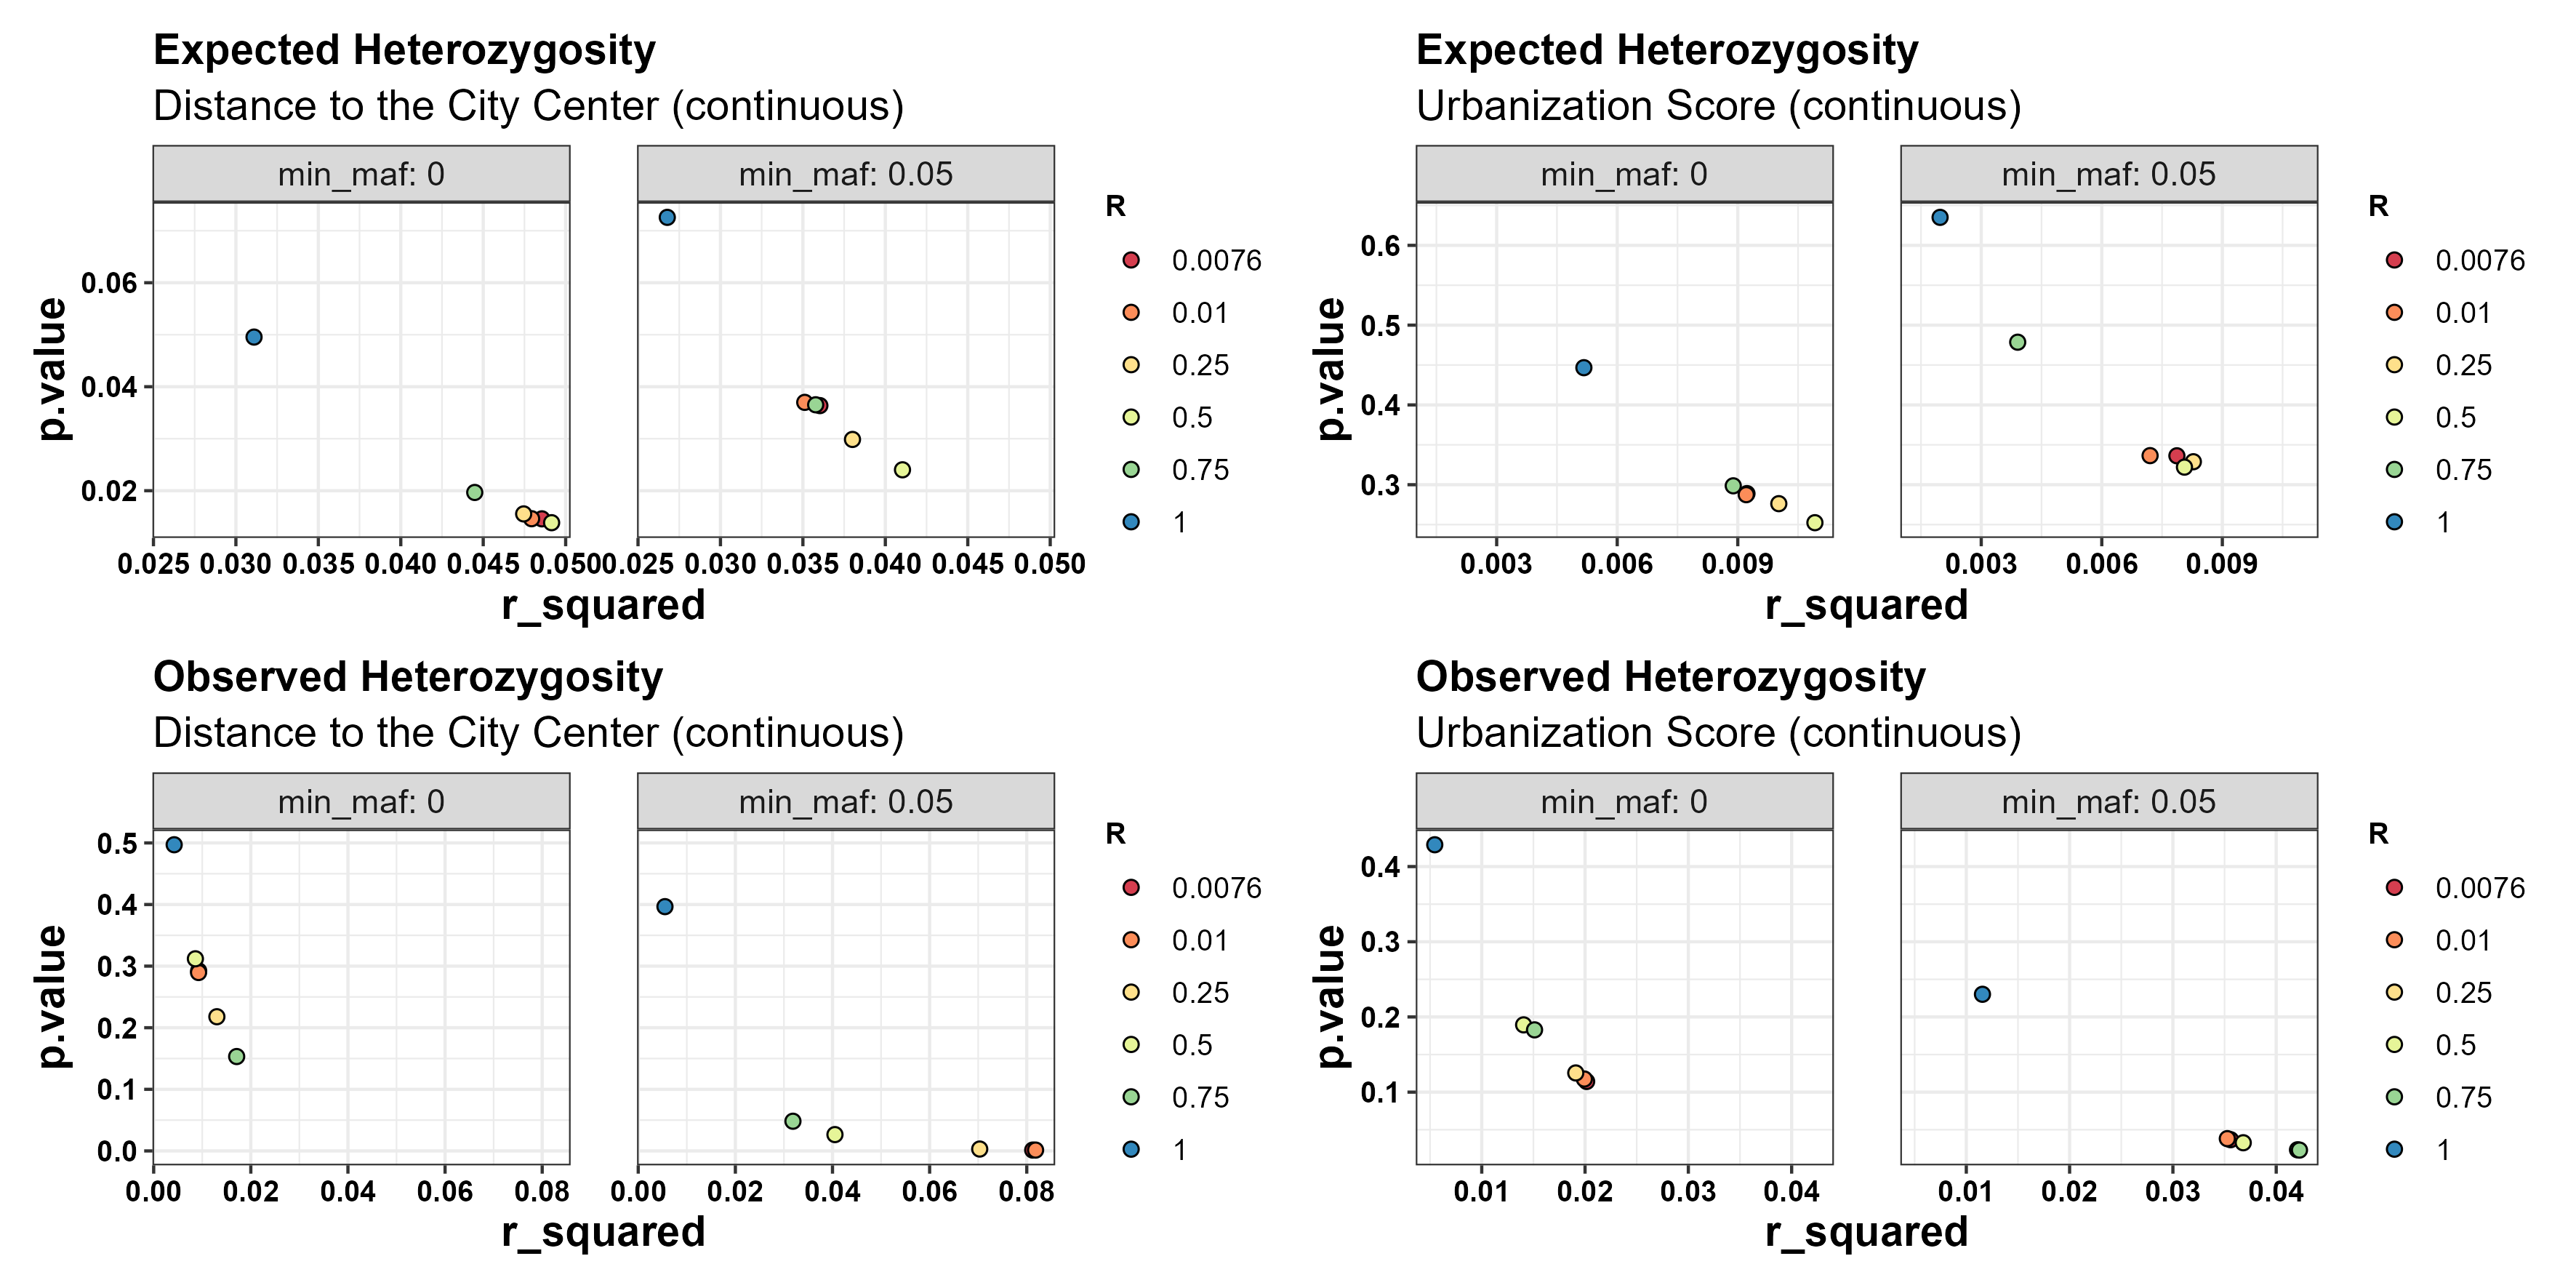 Expected Heterozygosity
Distance to the City Center (continuous)
min_maf: 0
min_maf: 0.05
p.value
0.06
0.04
0.02
0.025 0.030 0.035 0.040 0.045 0.050
0.025 0.030 0.035 0.040 0.045 0.050
r_squared
R
0.0076
0.01
0.25
0.5
0.75
1
Expected Heterozygosity
Urbanization Score (continuous)
min_maf: 0
min_maf: 0.05
p.value
0.6
0.5
0.4
0.3
0.003 0.006 0.009
0.003 0.006 0.009
r_squared
R
0.0076
0.01
0.25
0.5
0.75
1
Observed Heterozygosity
Distance to the City Center (continuous)
min_maf: 0
min_maf: 0.05
p.value
0.5
0.4
0.3
0.2
0.1
0.0
0.00 0.02 0.04 0.06 0.08
0.00 0.02 0.04 0.06 0.08
r_squared
R
0.0076
0.01
0.25
0.5
0.75
1
Observed Heterozygosity
Urbanization Score (continuous)
min_maf: 0
min_maf: 0.05
p.value
0.4
0.3
0.2
0.1
0.01 0.02 0.03 0.04
0.01 0.02 0.03 0.04
r_squared
R
0.0076
0.01
0.25
0.5
0.75
1